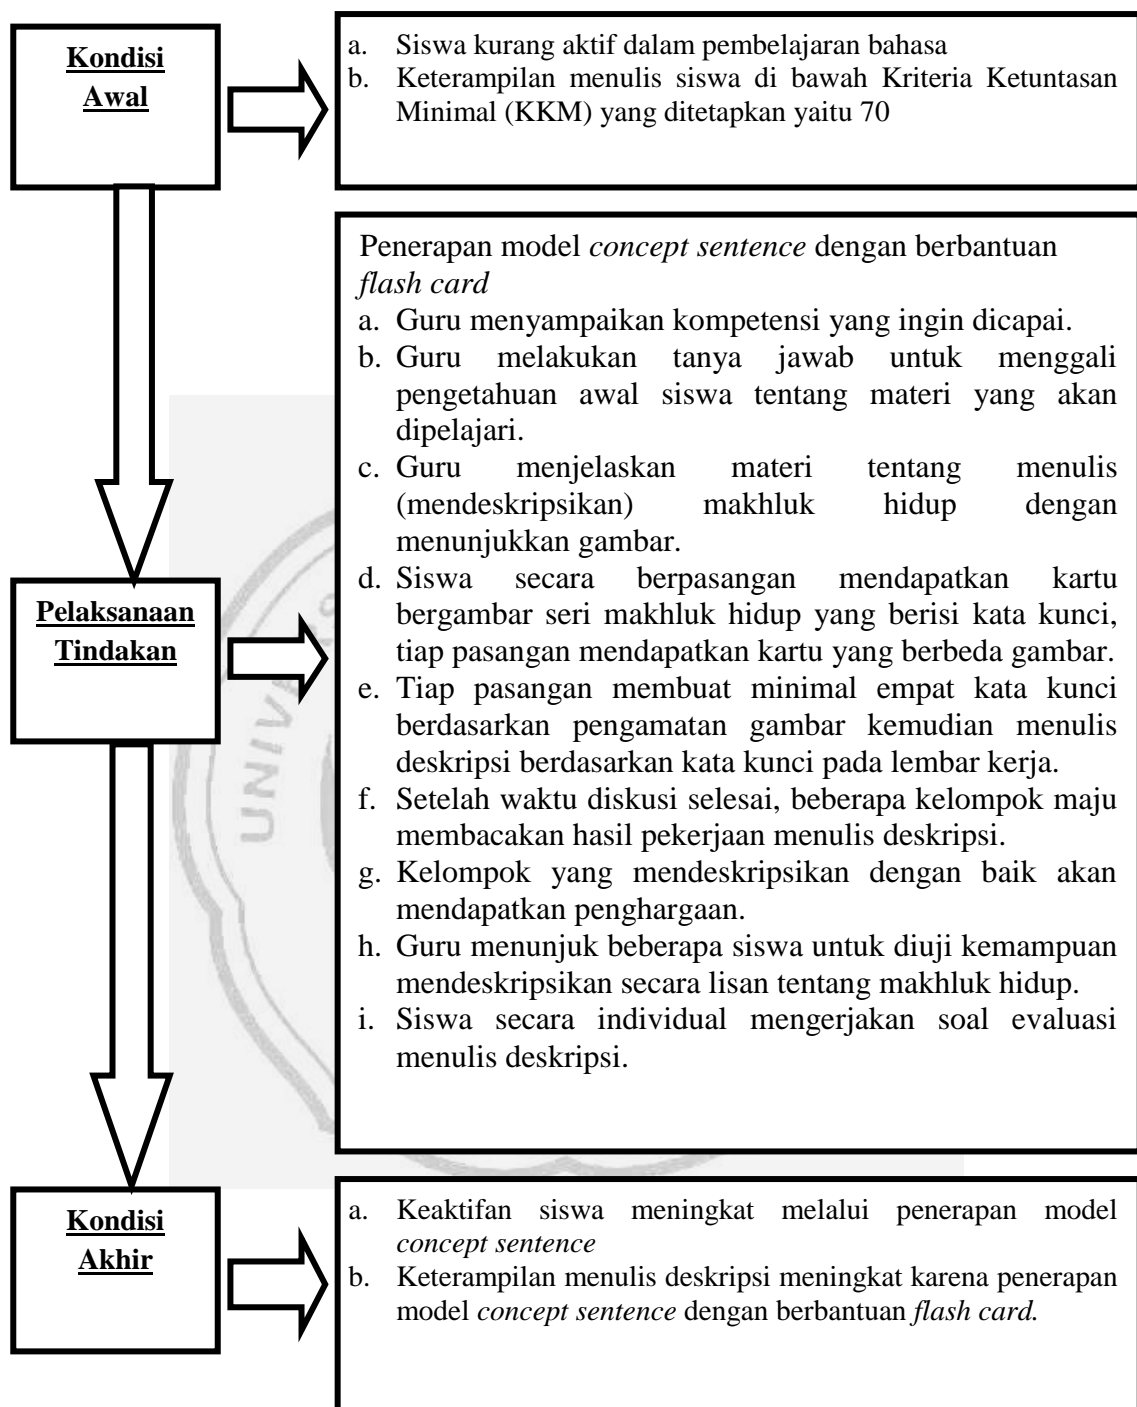 Kondisi
Awal
a. Siswa kurang aktif dalam pembelajaran bahasa
b. Keterampilan menulis siswa di bawah Kriteria Ketuntasan
Minimal (KKM) yang ditetapkan yaitu 70
Pelaksanaan
Tindakan
Penerapan model concept sentence dengan berbantuan
flash card
a. Guru menyampaikan kompetensi yang ingin dicapai.
b. Guru melakukan tanya jawab untuk menggali
pengetahuan awal siswa tentang materi yang akan
dipelajari.
c. Guru menjelaskan materi tentang menulis
(mendeskripsikan) makhluk hidup dengan
menunjukkan gambar.
d. Siswa secara berpasangan mendapatkan kartu
bergambar seri makhluk hidup yang berisi kata kunci,
tiap pasangan mendapatkan kartu yang berbeda gambar.
e. Tiap pasangan membuat minimal empat kata kunci
berdasarkan pengamatan gambar kemudian menulis
deskripsi berdasarkan kata kunci pada lembar kerja.
f. Setelah waktu diskusi selesai, beberapa kelompok maju
membacakan hasil pekerjaan menulis deskripsi.
g. Kelompok yang mendeskripsikan dengan baik akan
mendapatkan penghargaan.
h. Guru menunjuk beberapa siswa untuk diuji kemampuan
mendeskripsikan secara lisan tentang makhluk hidup.
i. Siswa secara individual mengerjakan soal evaluasi
menulis deskripsi.
Kondisi
Akhir
a. Keaktifan siswa meningkat melalui penerapan model
concept sentence
b. Keterampilan menulis deskripsi meningkat karena penerapan
model concept sentence dengan berbantuan flash card.